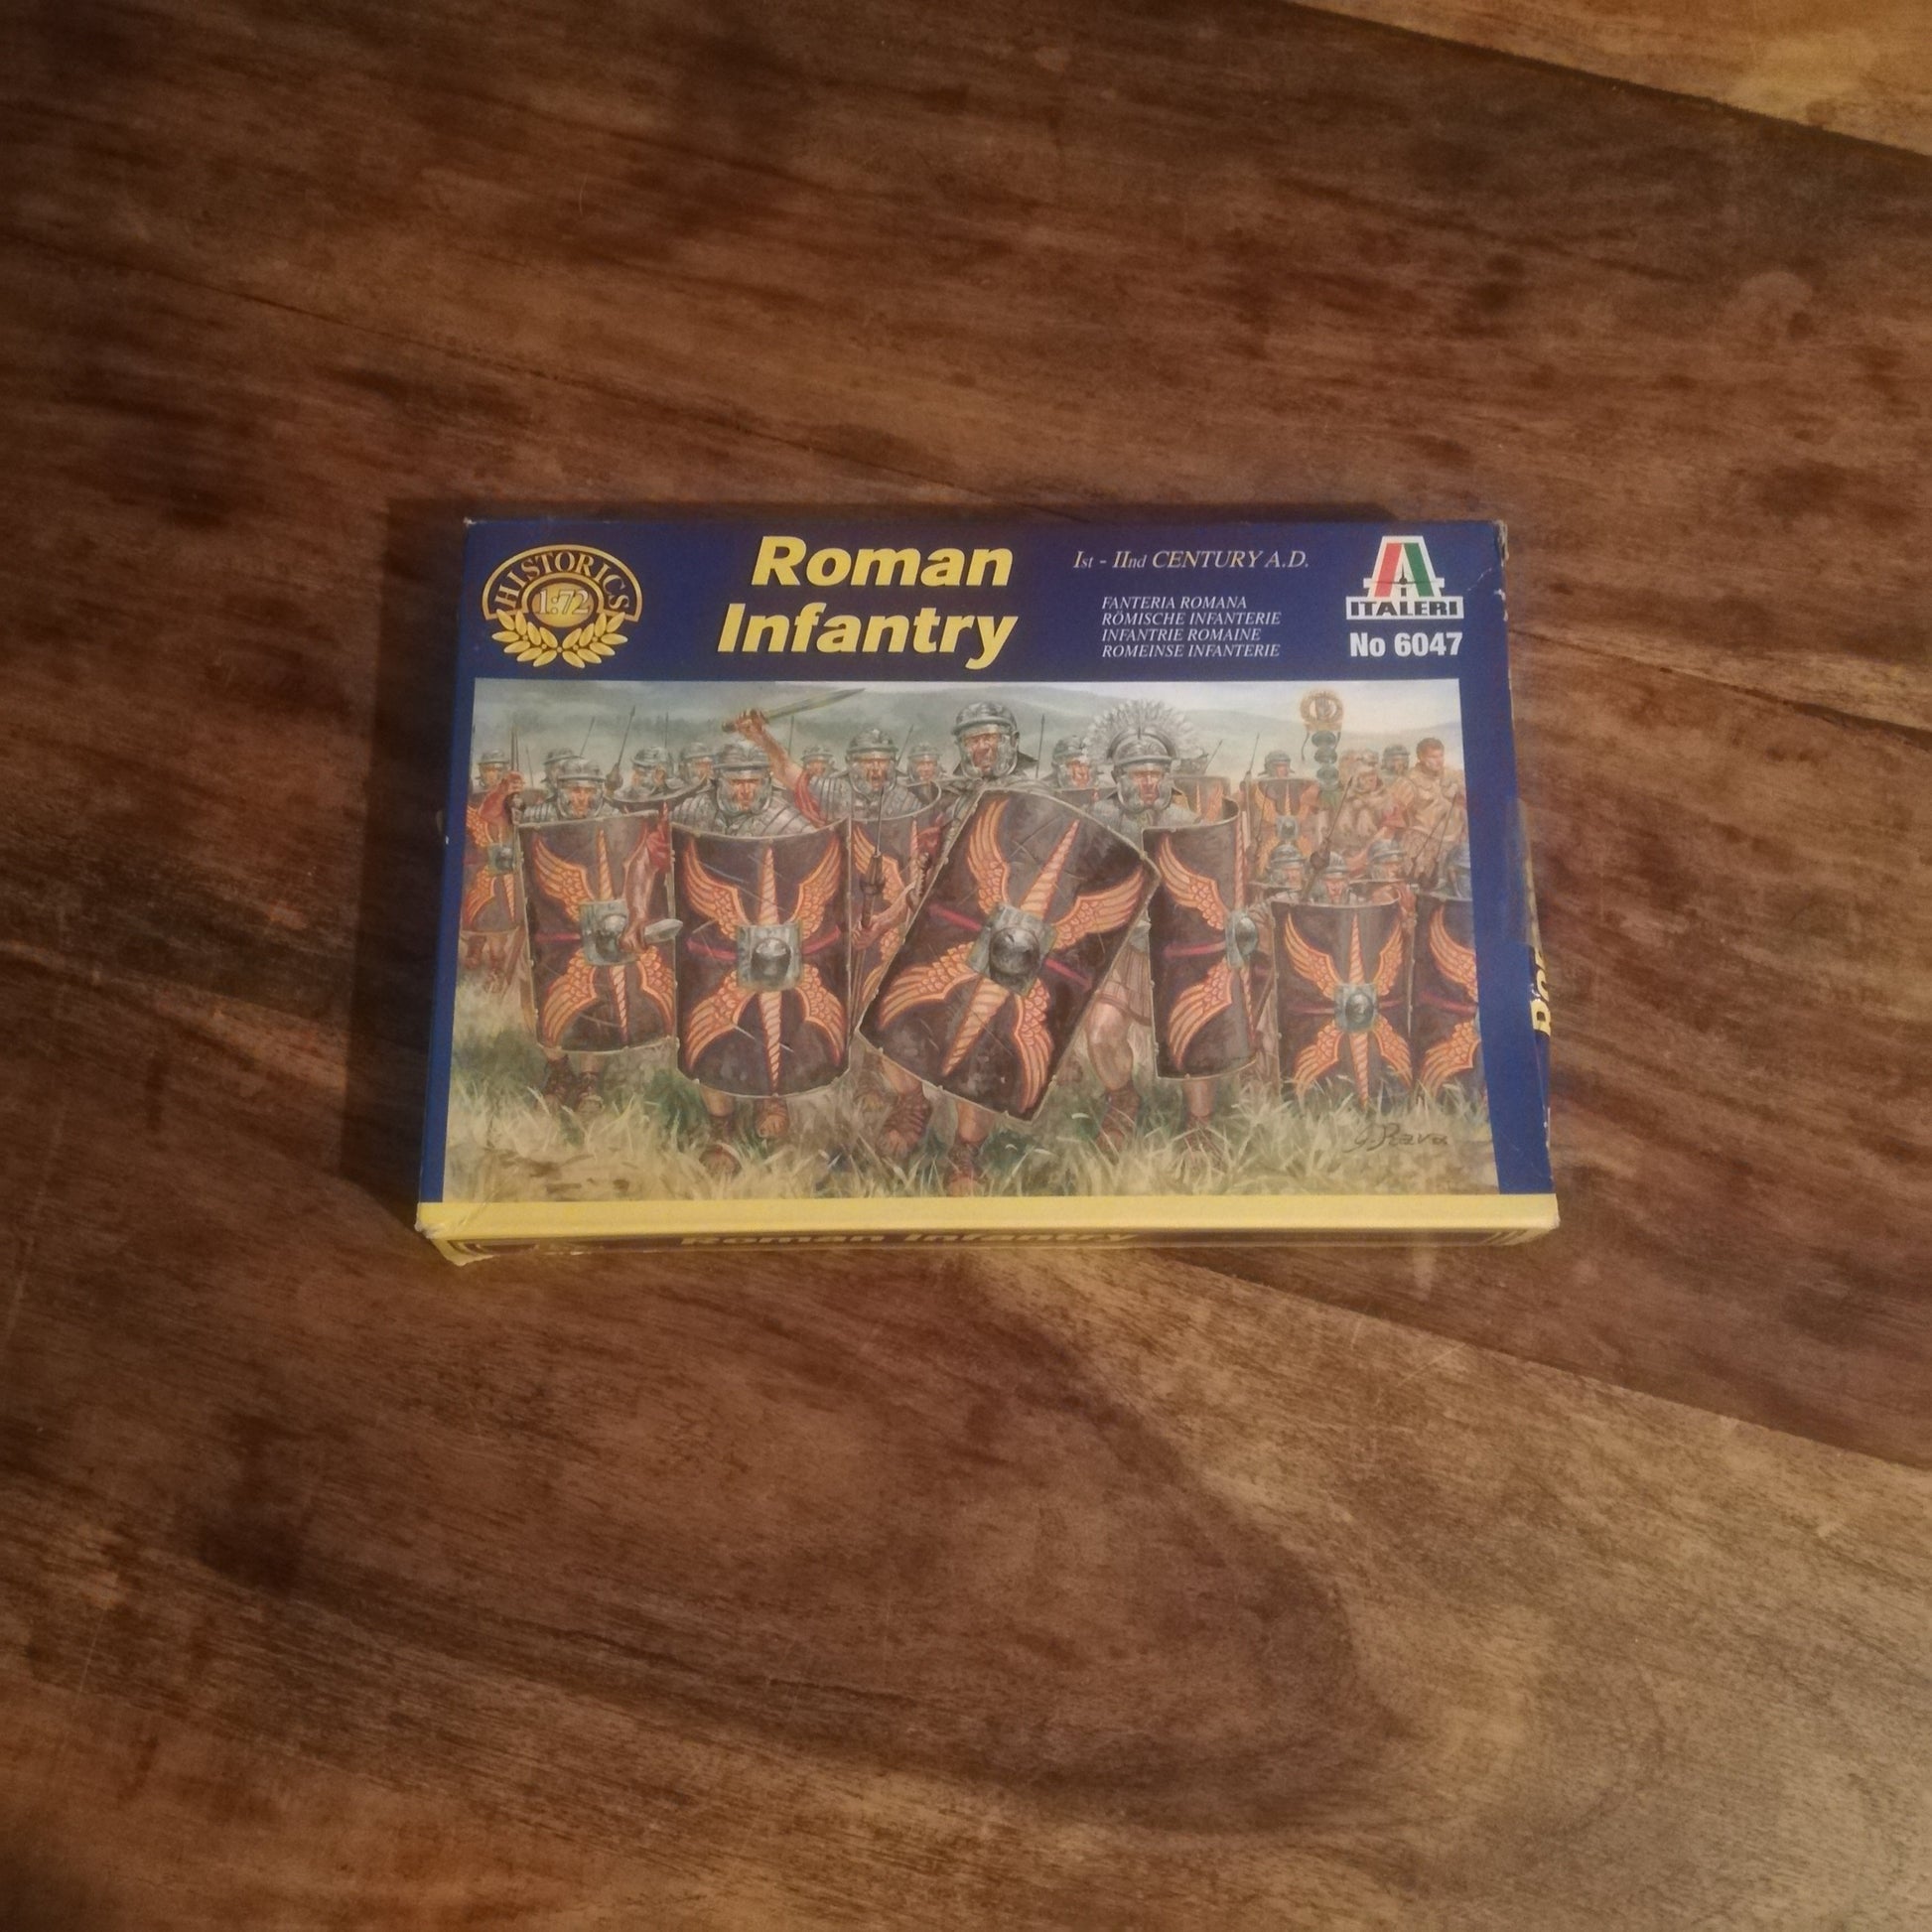 HISTORICS
1:72
Roman
Infantry
Ist - IInd CENTURY A.D.
FANTERIA ROMANA
RÖMISCHE INFANTERIE
INFANTRIE ROMAINE
ROMEINSE INFANTERIE
ITALERI
No 6047
Roman Infantry